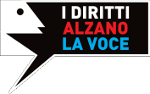 I DIRITTI
ALZANO
LA VOCE